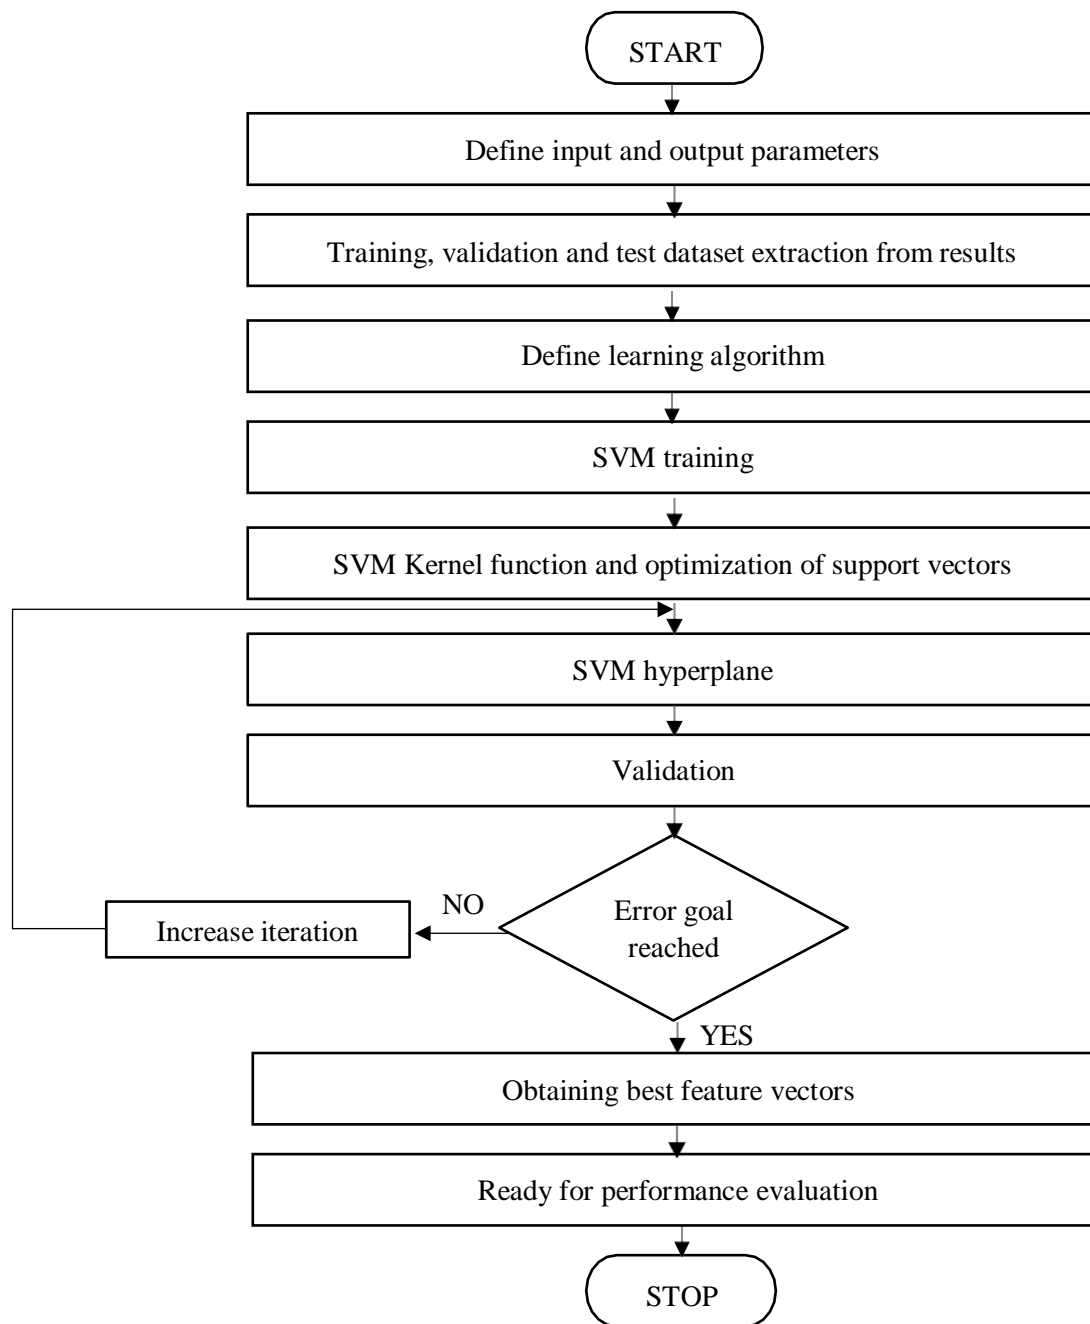 START
Define input and output parameters
Training, validation and test dataset extraction from results
Define learning algorithm
SVM training
SVM Kernel function and optimization of support vectors
SVM hyperplane
Validation
Error goal
reached
NO
Increase iteration
YES
Obtaining best feature vectors
Ready for performance evaluation
STOP